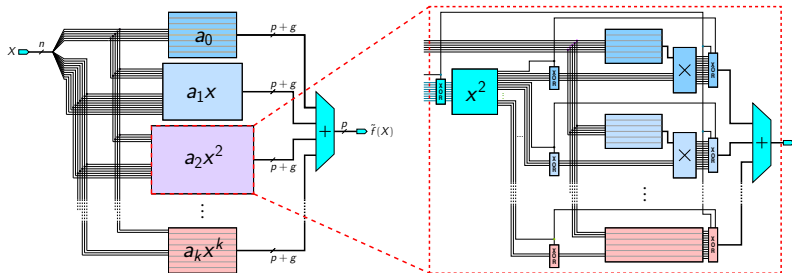 X
n
a₀
p + g
a₁x
p + g
a₂x²
p + g
⋮
aₖxᵏ
p + g
+
p
f̃(X)
XOR
x²
...
XOR
×
XOR
XOR
×
XOR
⋮
XOR
XOR
+